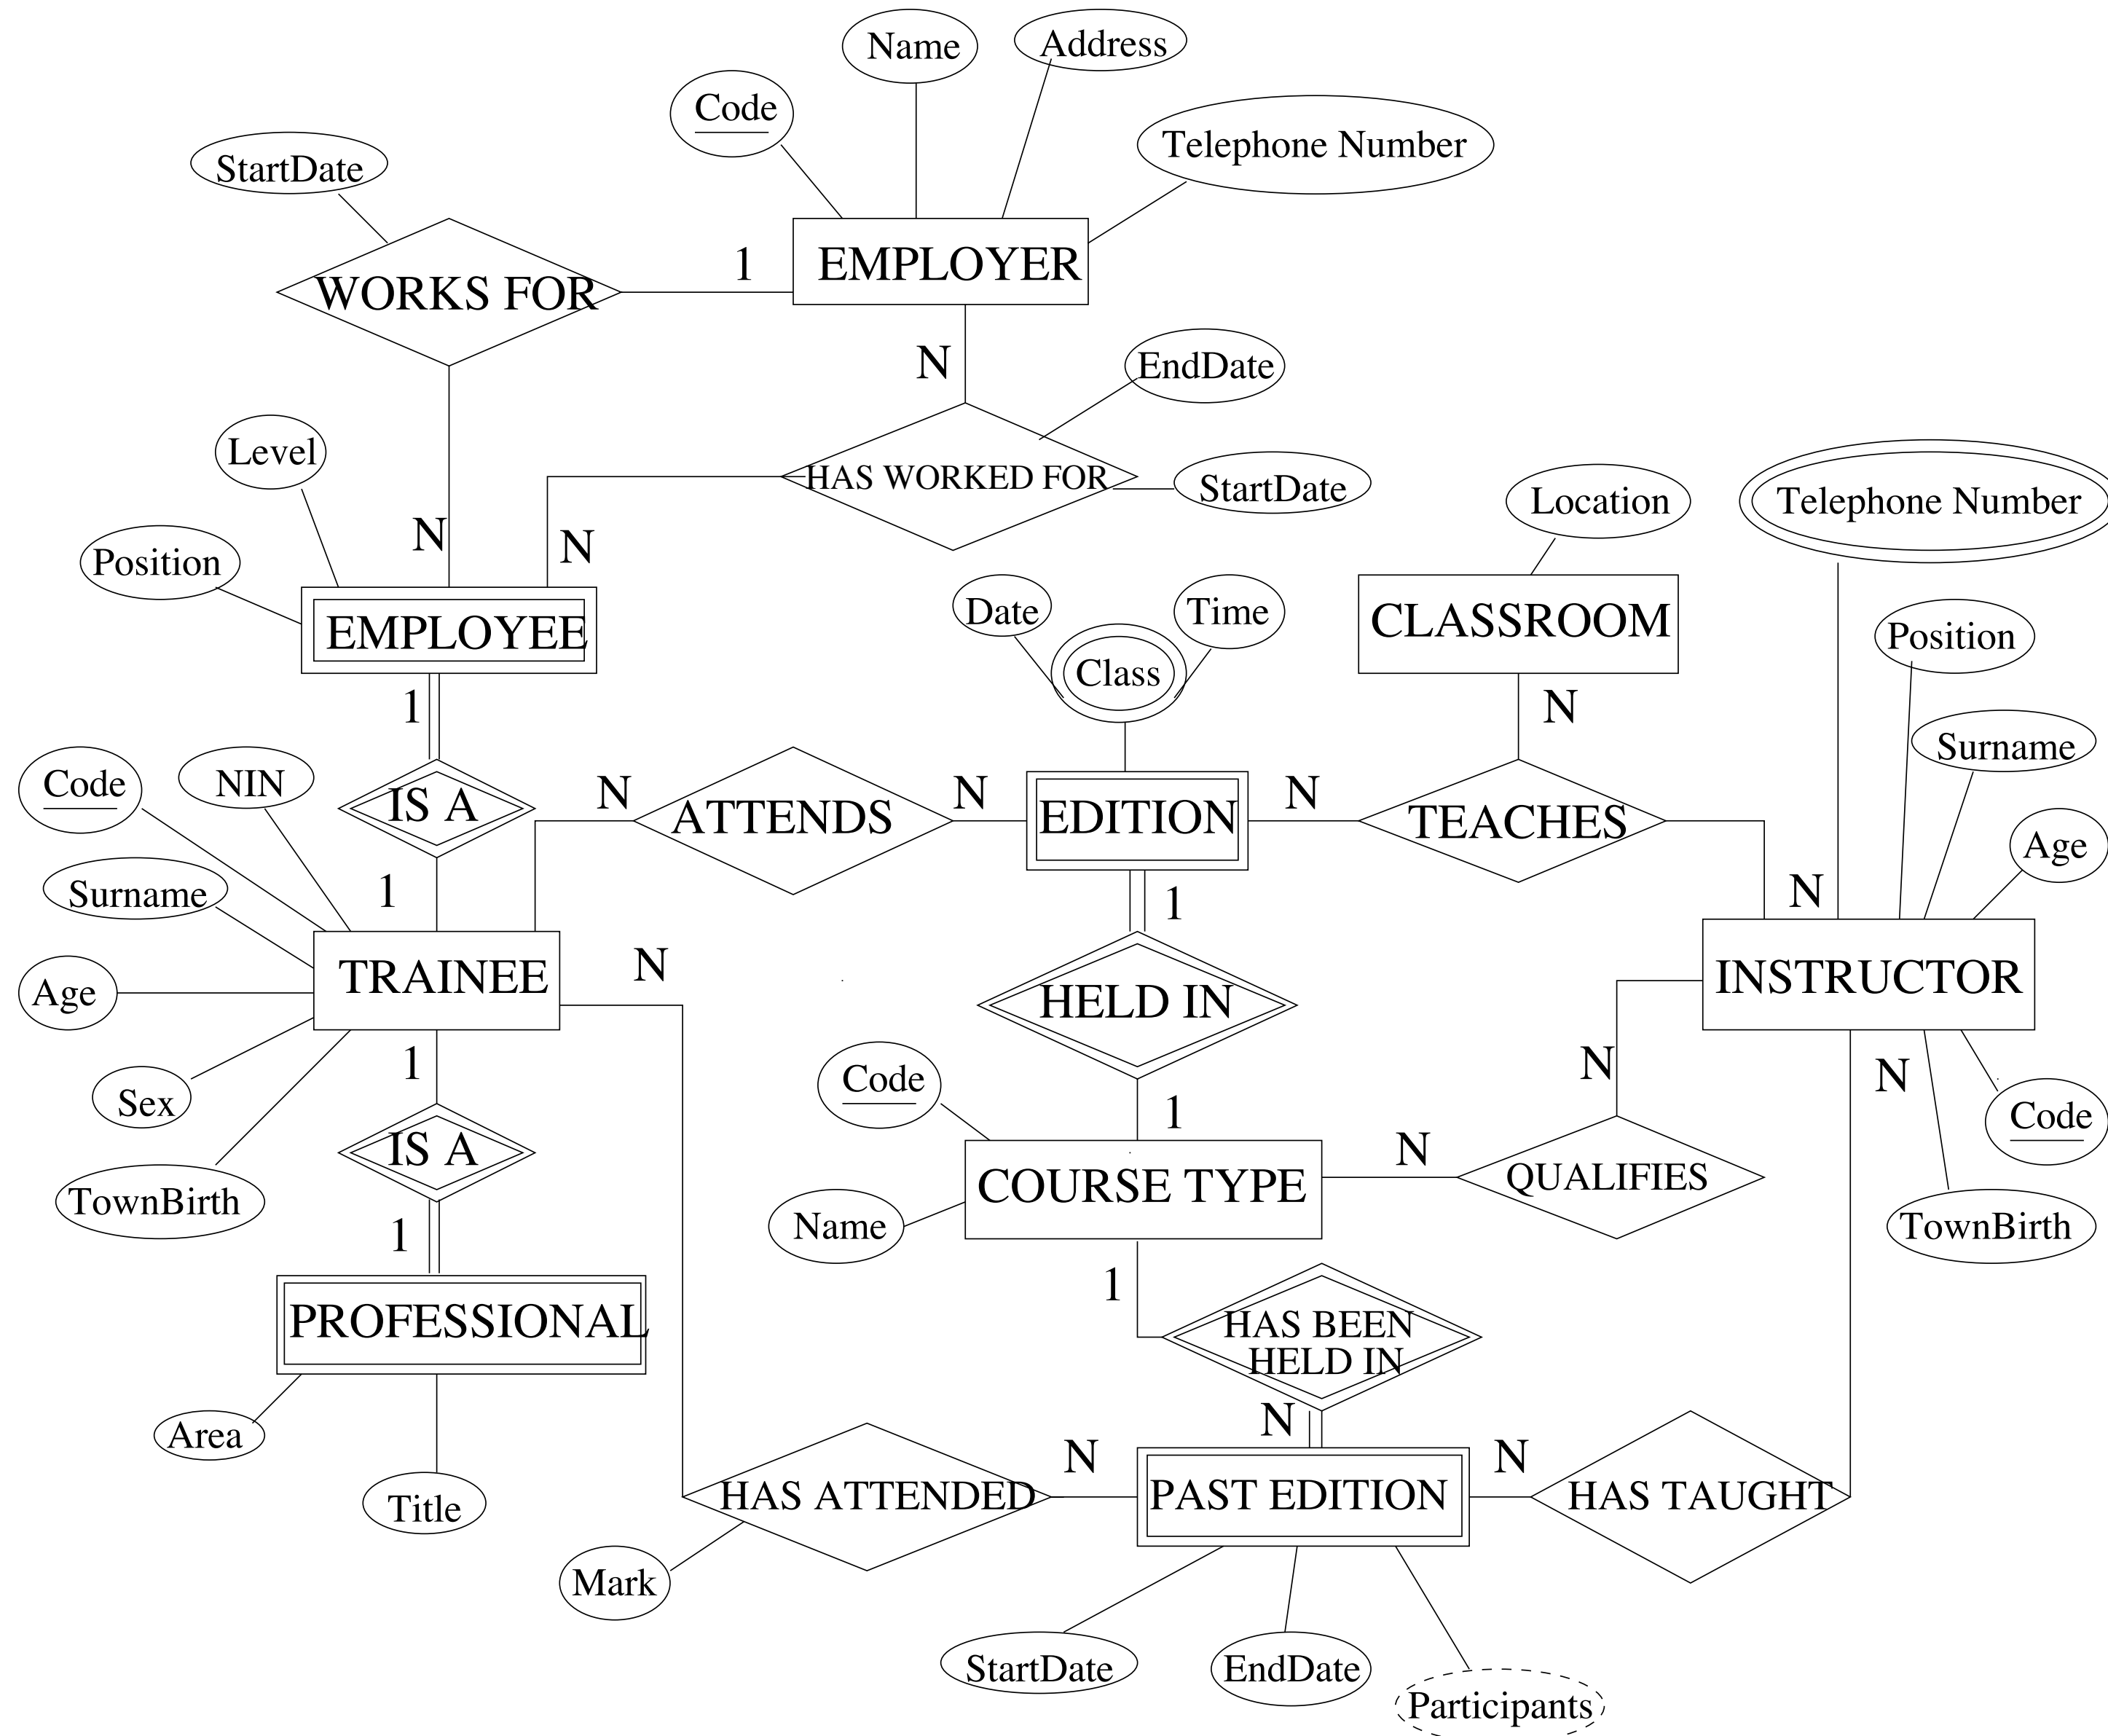 Name
Address
Code
Telephone Number
StartDate
1
EMPLOYER
WORKS FOR
N
EndDate
Level
HAS WORKED FOR
StartDate
Location
Telephone Number
N
N
Position
Date
Time
CLASSROOM
EMPLOYEE
Position
Class
1
N
Surname
Code
NIN
IS A
N
ATTENDS
N
EDITION
N
TEACHES
Age
1
Surname
1
N
TRAINEE
N
INSTRUCTOR
Age
HELD IN
1
N
N
Sex
Code
1
Code
IS A
N
QUALIFIES
COURSE TYPE
TownBirth
1
Name
TownBirth
1
PROFESSIONAL
HAS BEEN
HELD IN
N
Area
N
N
Title
HAS ATTENDED
PAST EDITION
HAS TAUGHT
Mark
StartDate
EndDate
Participants